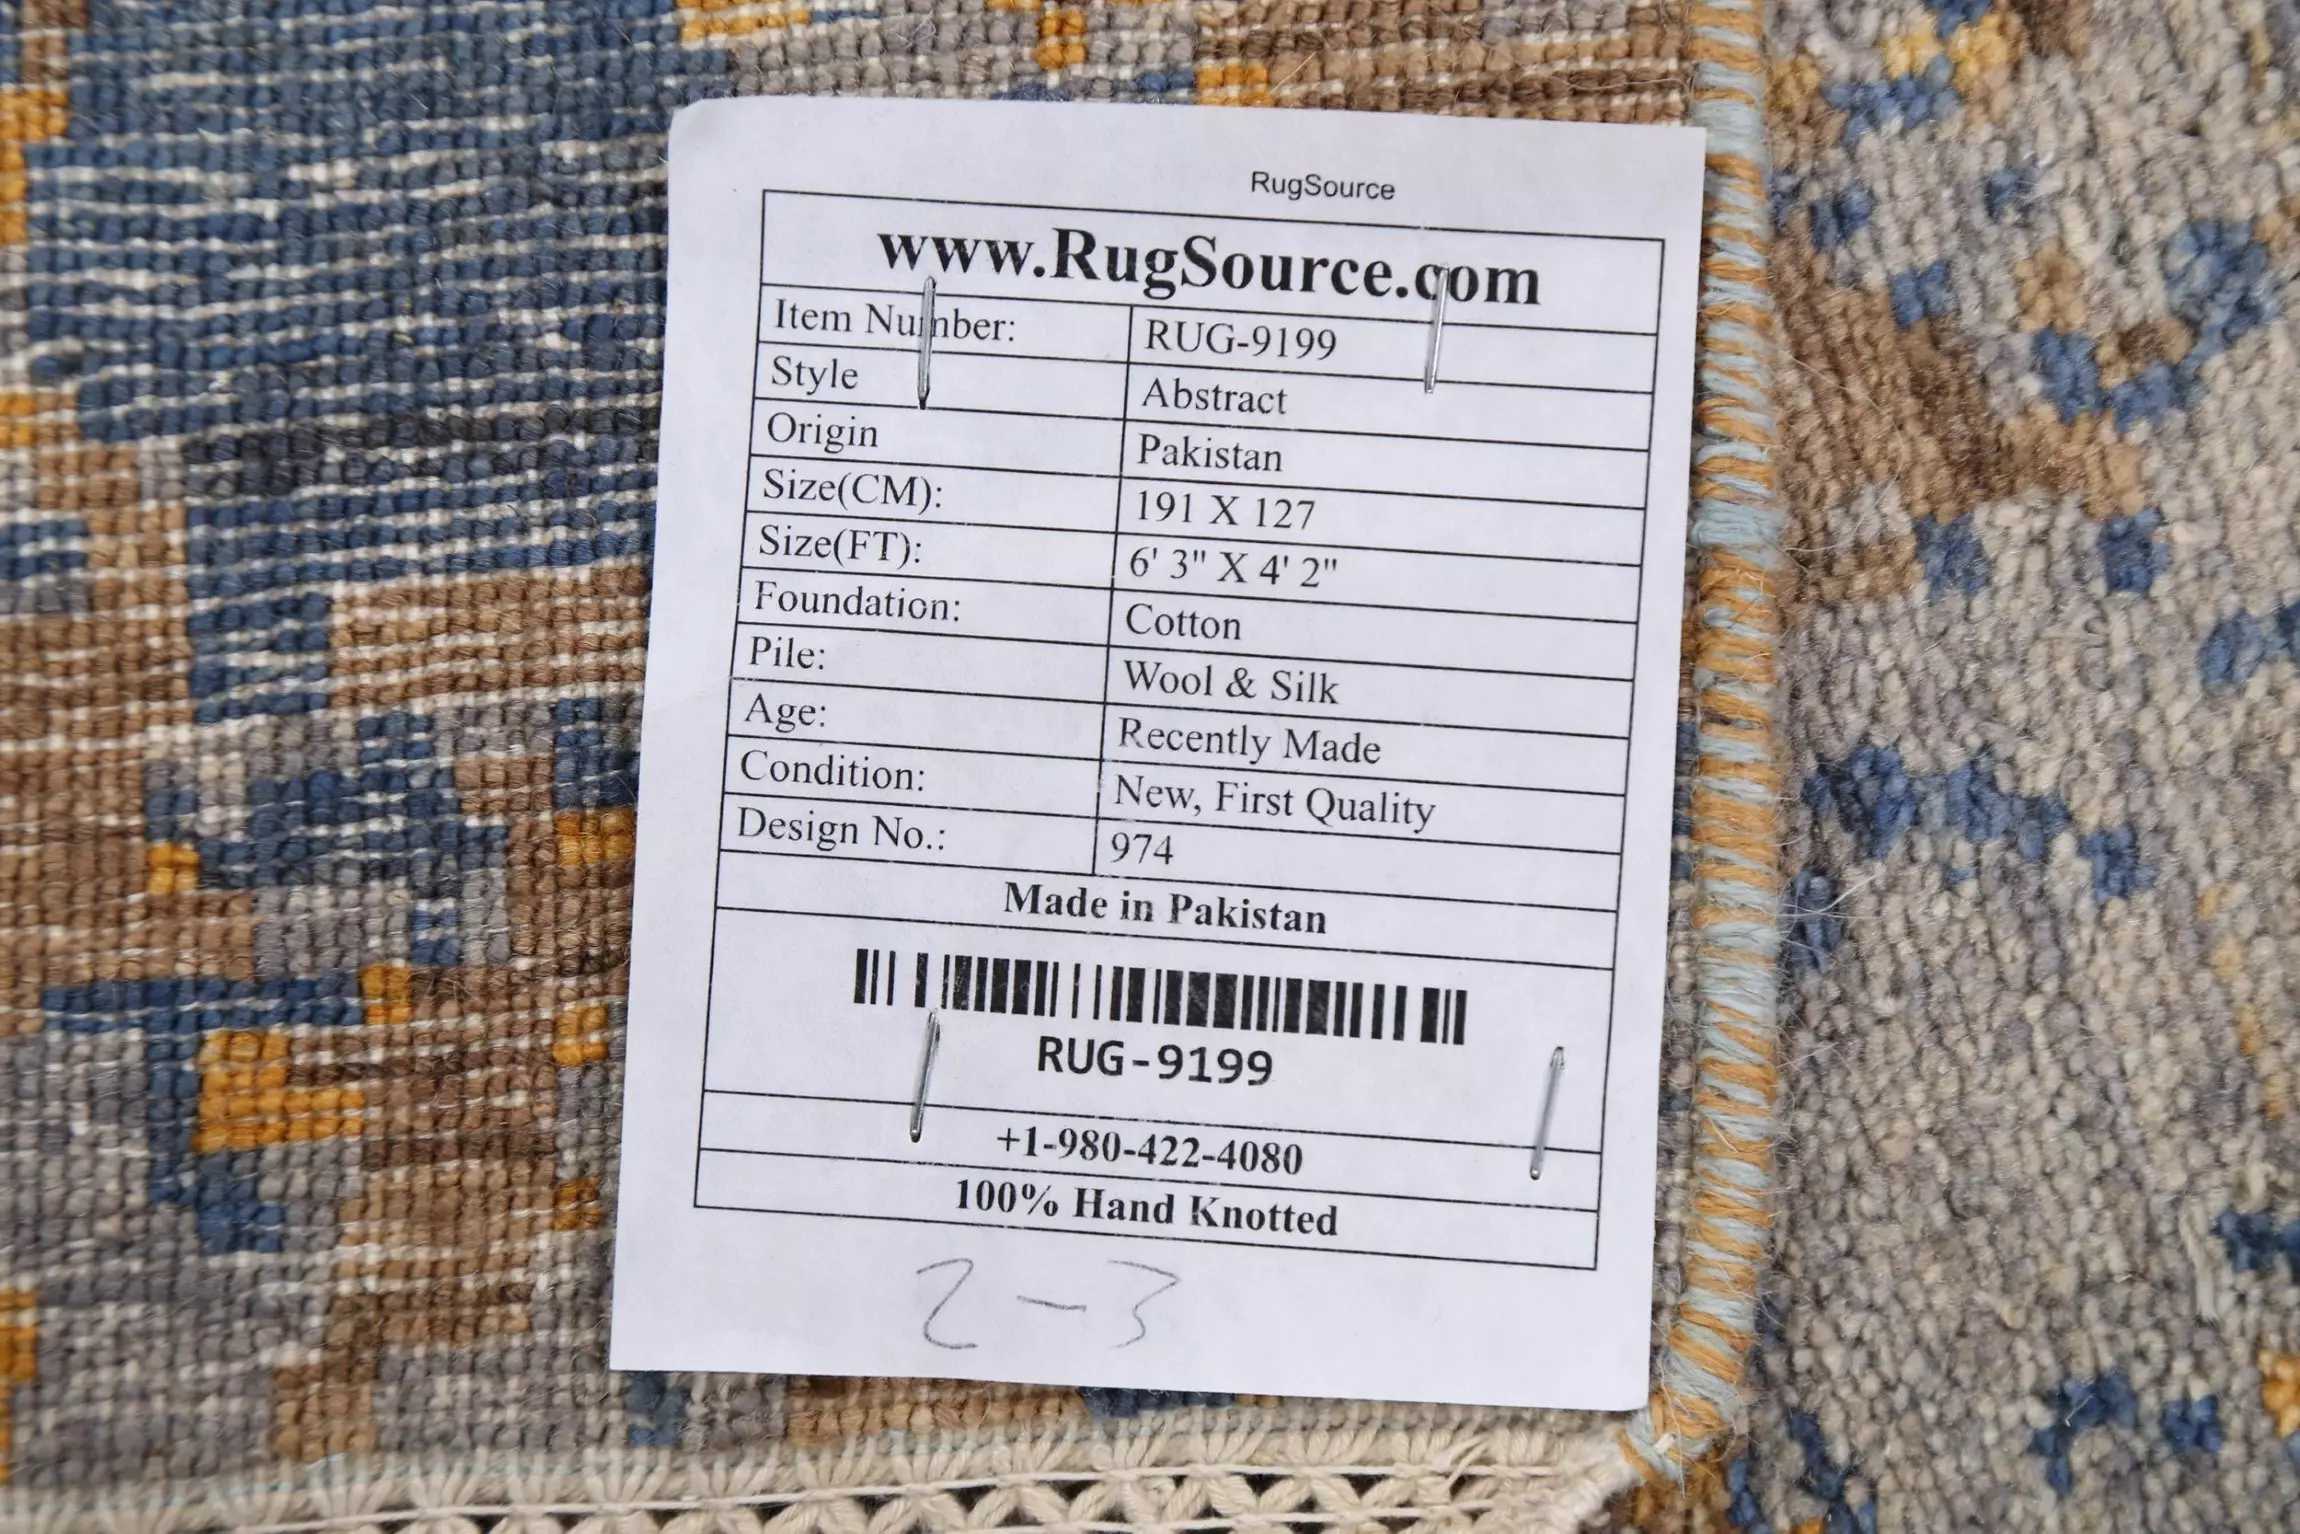 RugSource
www.RugSource.com
Item Number: RUG-9199
Style Abstract
Origin Pakistan
Size(CM): 191 X 127
Size(FT): 6' 3" X 4' 2"
Foundation: Cotton
Pile: Wool & Silk
Age: Recently Made
Condition: New, First Quality
Design No.: 974
Made in Pakistan
RUG-9199
+1-980-422-4080
100% Hand Knotted
2-3